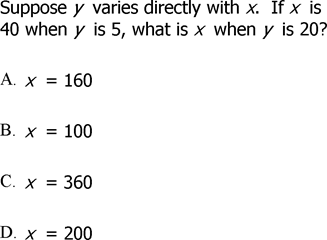 Suppose y varies directly with x. If x is
40 when y is 5, what is x when y is 20?
A. x = 160
B. x = 100
C. x = 360
D. x = 200